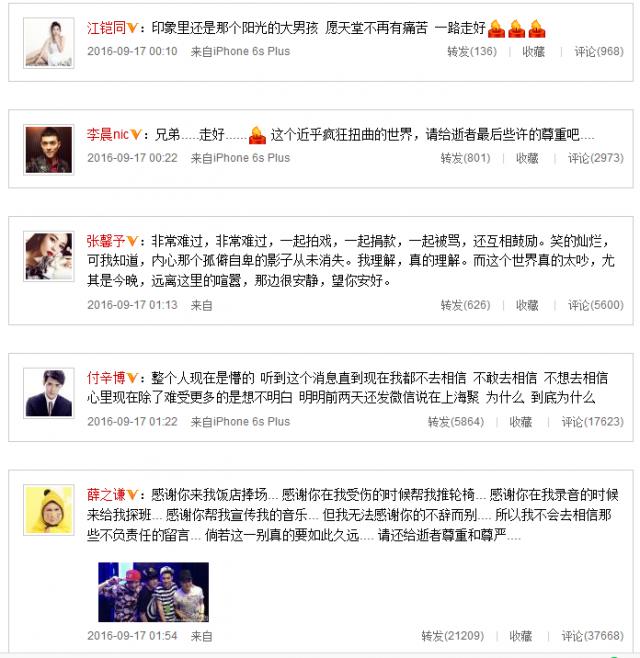 江铠同：印象里还是那个阳光的大男孩 愿天堂不再有痛苦 一路走好
2016-09-17 00:10 来自iPhone 6s Plus 转发(136) | 收藏 | 评论(968)
李晨nic：兄弟.....走好...... 这个近乎疯狂扭曲的世界，请给逝者最后些许的尊重吧....
2016-09-17 00:22 来自iPhone 6s Plus 转发(801) | 收藏 | 评论(2973)
张馨予：非常难过，非常难过，一起拍戏，一起捐款，一起被骂，还互相鼓励。笑的灿烂，
可我知道，内心那个孤僻自卑的影子从未消失。我理解，真的理解。而这个世界真的太吵，尤
其是今晚，远离这里的喧嚣，那边很安静，望你安好。
2016-09-17 01:13 来自 转发(626) | 收藏 | 评论(5600)
付辛博：整个人现在是懵的 听到这个消息直到现在我都不去相信 不敢去相信 不想去相信
心里现在除了难受更多的是想不明白 明明前两天还发微信说在上海聚 为什么 到底为什么
2016-09-17 01:22 来自iPhone 6s Plus 转发(5864) | 收藏 | 评论(17623)
薛之谦：感谢你来我饭店捧场... 感谢你在我受伤的时候帮我推轮椅... 感谢你在我录音的时候
来给我探班... 感谢你帮我宣传我的音乐... 但我无法感谢你的不辞而别.... 所以我不会去相信那
些不负责任的留言... 倘若这一别真的要如此久远.... 请还给逝者尊重和尊严....
2016-09-17 01:54 来自 转发(21209) | 收藏 | 评论(37668)